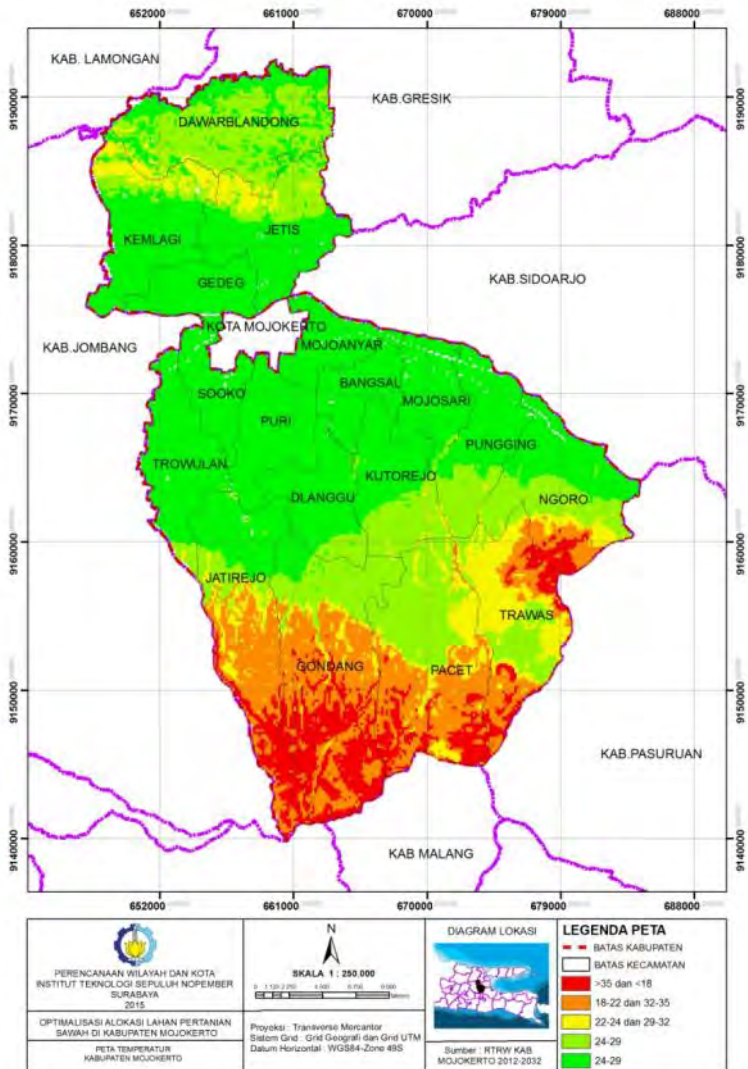 652000 661000 670000 679000 688000
KAB. LAMONGAN
KAB.GRESIK
9190000 9190000
DAWARBLANDONG
JETIS
KEMLAGI
9180000 9180000
GEDEG
KAB.SIDOARJO
KOTA MOJOKERTO
KAB.JOMBANG
MOJOANYAR
BANGSAL
SOOKO
MOJOSARI
9170000 9170000
PURI
PUNGGING
TROWULAN
KUTOREJO
DLANGGU
NGORO
9160000 9160000
JATIREJO
TRAWAS
GONDANG
PACET
9150000 9150000
KAB.PASURUAN
KAB MALANG
9140000 9140000
652000 661000 670000 679000 688000
PERENCANAAN WILAYAH DAN KOTA
INSTITUT TEKNOLOGI SEPULUH NOPEMBER
SURABAYA
2015
OPTIMALISASI ALOKASI LAHAN PERTANIAN
SAWAH DI KABUPATEN MOJOKERTO
PETA TEMPERATUR
KABUPATEN MOJOKERTO
N
SKALA 1 : 250.000
Proyeksi : Transverse Mercantor
Sistem Grid : Grid Geografi dan Grid UTM
Datum Horizontal : WGS84-Zone 49S
DIAGRAM LOKASI
Sumber : RTRW KAB.
MOJOKERTO 2012-2032
LEGENDA PETA
BATAS KABUPATEN
BATAS KECAMATAN
>35 dan <18
18-22 dan 32-35
22-24 dan 29-32
24-29
24-29